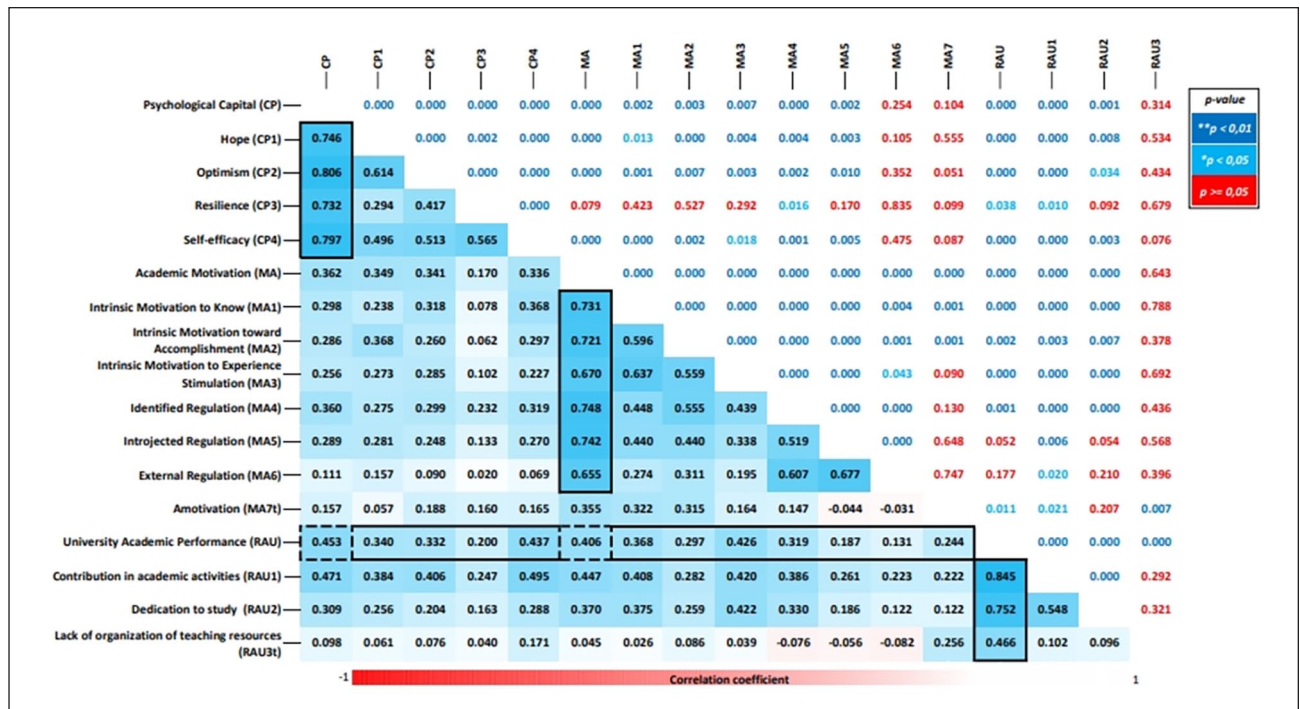 CP CP1 CP2 CP3 CP4 MA MA1 MA2 MA3 MA4 MA5 MA6 MA7 RAU RAU1 RAU2 RAU3
Psychological Capital (CP) 0.000 0.000 0.000 0.000 0.000 0.002 0.003 0.007 0.000 0.002 0.254 0.104 0.000 0.000 0.001 0.314
p-value
**p < 0,01
*p < 0,05
p >= 0,05
Hope (CP1) 0.746 0.000 0.002 0.000 0.000 0.013 0.000 0.004 0.004 0.003 0.105 0.555 0.000 0.000 0.008 0.534
Optimism (CP2) 0.806 0.614 0.000 0.000 0.000 0.001 0.007 0.003 0.002 0.010 0.352 0.051 0.000 0.000 0.034 0.434
Resilience (CP3) 0.732 0.294 0.417 0.000 0.079 0.423 0.527 0.292 0.016 0.170 0.835 0.099 0.038 0.010 0.092 0.679
Self-efficacy (CP4) 0.797 0.496 0.513 0.565 0.000 0.000 0.002 0.018 0.001 0.005 0.475 0.087 0.000 0.000 0.003 0.076
Academic Motivation (MA) 0.362 0.349 0.341 0.170 0.336 0.000 0.000 0.000 0.000 0.000 0.000 0.000 0.000 0.000 0.000 0.643
Intrinsic Motivation to Know (MA1) 0.298 0.238 0.318 0.078 0.368 0.731 0.000 0.000 0.000 0.000 0.004 0.001 0.000 0.000 0.000 0.788
Intrinsic Motivation toward
Accomplishment (MA2) 0.286 0.368 0.260 0.062 0.297 0.721 0.596 0.000 0.000 0.000 0.001 0.001 0.002 0.003 0.007 0.378
Intrinsic Motivation to Experience
Stimulation (MA3) 0.256 0.273 0.285 0.102 0.227 0.670 0.637 0.559 0.000 0.000 0.043 0.090 0.000 0.000 0.000 0.692
Identified Regulation (MA4) 0.360 0.275 0.299 0.232 0.319 0.748 0.448 0.555 0.439 0.000 0.000 0.130 0.001 0.000 0.000 0.436
Introjected Regulation (MA5) 0.289 0.281 0.248 0.133 0.270 0.742 0.440 0.440 0.338 0.519 0.000 0.648 0.052 0.006 0.054 0.568
External Regulation (MA6) 0.111 0.157 0.090 0.020 0.069 0.655 0.274 0.311 0.195 0.607 0.677 0.747 0.177 0.020 0.210 0.396
Amotivation (MA7t) 0.157 0.057 0.188 0.160 0.165 0.355 0.322 0.315 0.164 0.147 -0.044 -0.031 0.011 0.021 0.207 0.007
University Academic Performance (RAU) 0.453 0.340 0.332 0.200 0.437 0.406 0.368 0.297 0.426 0.319 0.187 0.131 0.244 0.000 0.000 0.000
Contribution in academic activities (RAU1) 0.471 0.384 0.406 0.247 0.495 0.447 0.408 0.282 0.420 0.386 0.261 0.223 0.222 0.845 0.000 0.292
Dedication to study (RAU2) 0.309 0.256 0.204 0.163 0.288 0.370 0.375 0.259 0.422 0.330 0.186 0.122 0.122 0.752 0.548 0.321
Lack of organization of teaching resources
(RAU3t) 0.098 0.061 0.076 0.040 0.171 0.045 0.026 0.086 0.039 -0.076 -0.056 -0.082 0.256 0.466 0.102 0.096
-1 Correlation coefficient 1